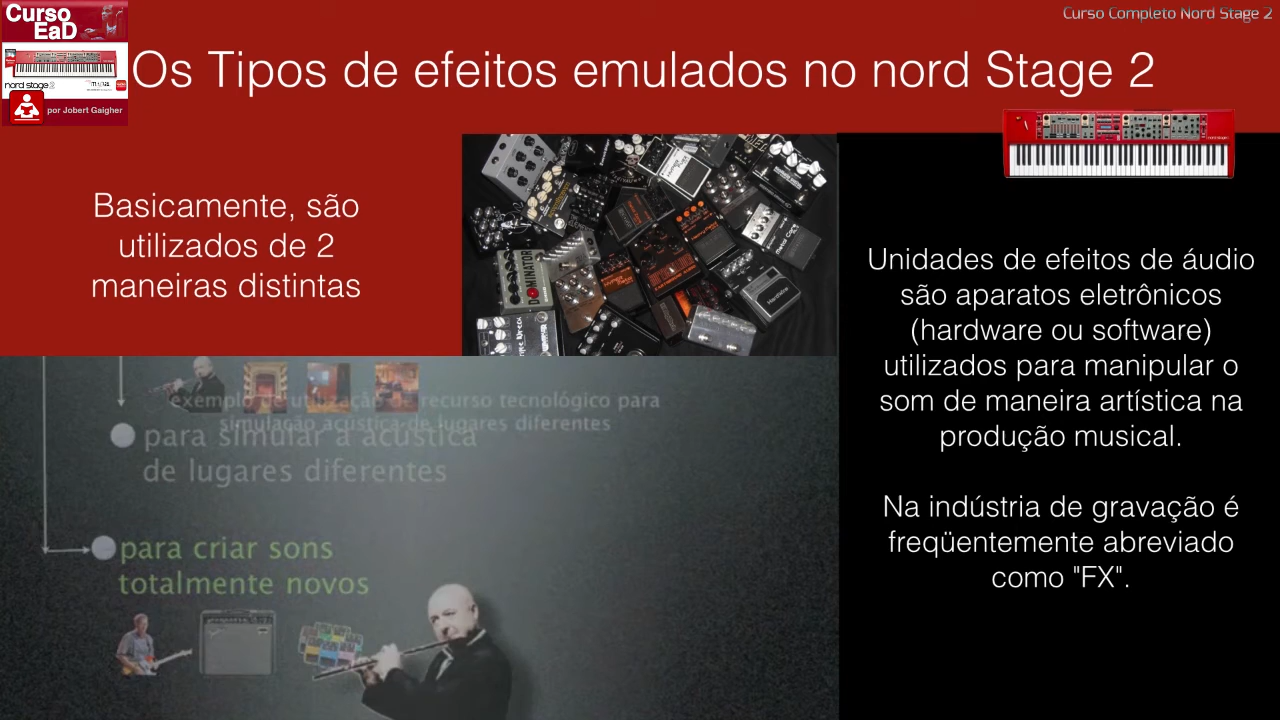 Curso
EaD
nord stage 2
por Jobert Gaigher
Curso Completo Nord Stage 2
Os Tipos de efeitos emulados no nord Stage 2
Basicamente, são
utilizados de 2
maneiras distintas
DOMINATOR
Metal Core
exemplo de utilização de recurso tecnológico para
simulação acústica de lugares diferentes
para simular a acústica
de lugares diferentes
para criar sons
totalmente novos
Unidades de efeitos de áudio
são aparatos eletrônicos
(hardware ou software)
utilizados para manipular o
som de maneira artística na
produção musical.
Na indústria de gravação é
freqüentemente abreviado
como "FX".